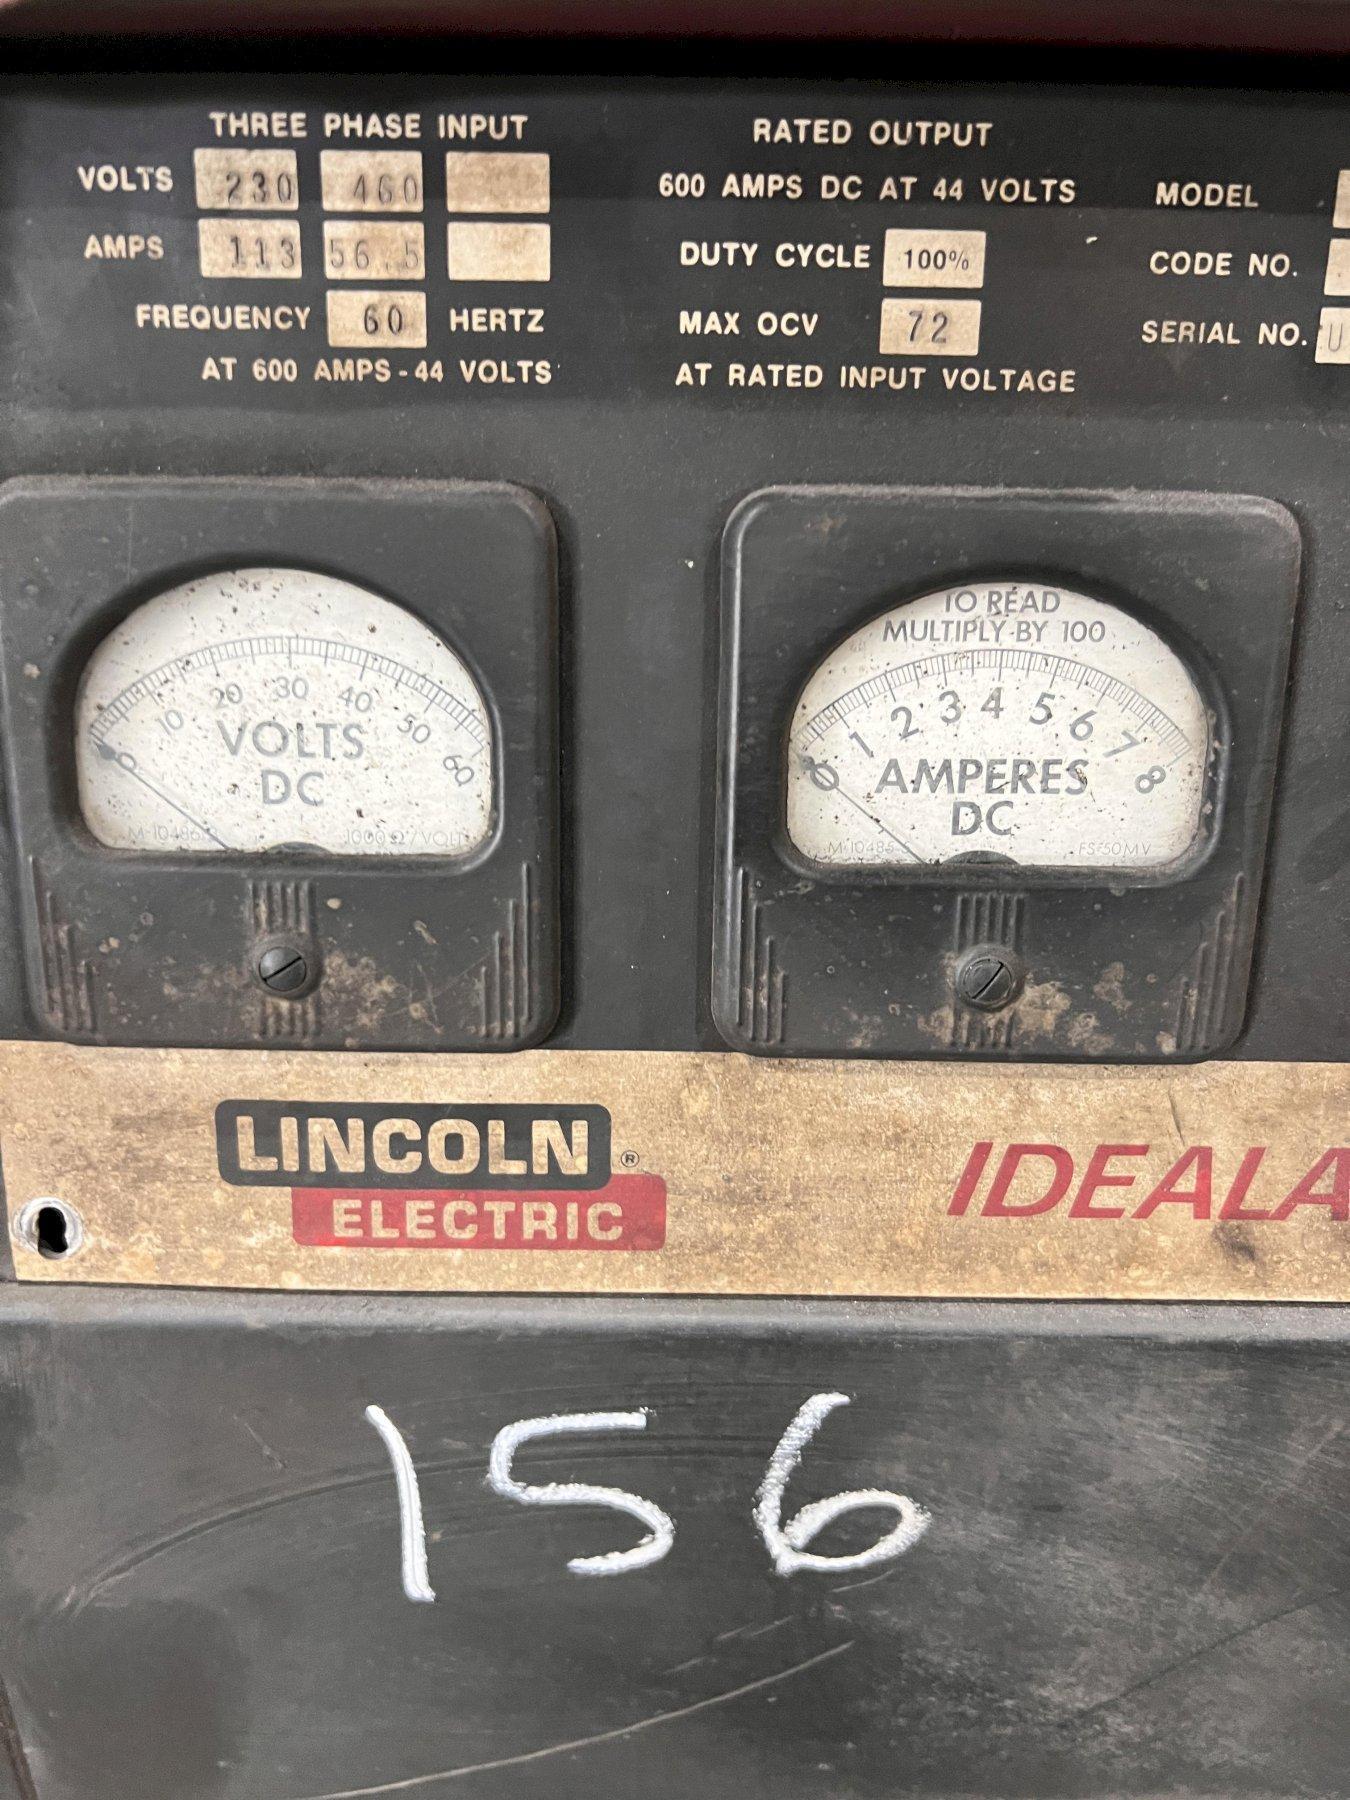 THREE PHASE INPUT
VOLTS 230 460
AMPS 113 56.5
FREQUENCY 60 HERTZ
AT 600 AMPS-44 VOLTS
RATED OUTPUT
600 AMPS DC AT 44 VOLTS
DUTY CYCLE 100%
MAX OCV 72
AT RATED INPUT VOLTAGE
MODEL
CODE NO.
SERIAL NO. U
0 10 20 30 40 50 60
VOLTS
DC
1000 Ω/VOLT
TO READ
MULTIPLY BY 100
0 1 2 3 4 5 6 7 8
AMPERES
DC
FS-50MV
LINCOLN ®
ELECTRIC
IDEALA
156